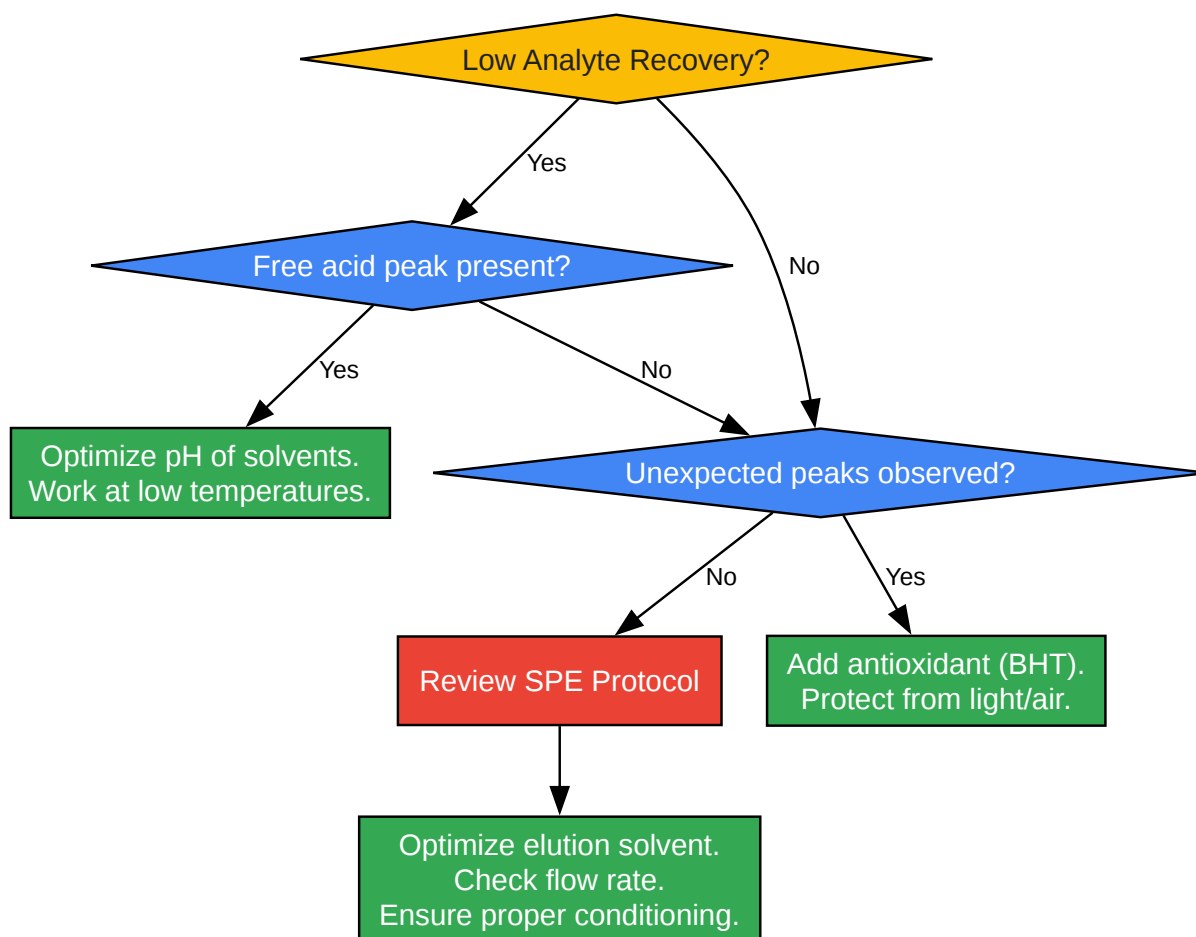 Low Analyte Recovery?
Yes
No
Free acid peak present?
Yes
No
Optimize pH of solvents.
Work at low temperatures.
Unexpected peaks observed?
No
Yes
Review SPE Protocol
Add antioxidant (BHT).
Protect from light/air.
Optimize elution solvent.
Check flow rate.
Ensure proper conditioning.